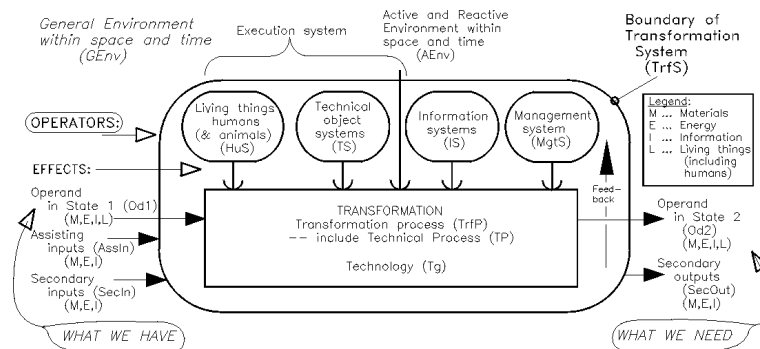 General Environment
within space and time
(GEnv)
Execution system
Active and Reactive
Environment within
space and time
(AEnv)
Boundary of
Transformation
System
(TrfS)
OPERATORS:
Living things
humans
(& animals)
(HuS)
Technical
object
systems
(TS)
Information
systems
(IS)
Management
system
(MgtS)
Legend:
M ... Materials
E ... Energy
I ... Information
L ... Living things
(including
humans)
EFFECTS:
Feed-
back
Operand
in State 1 (Od1)
(M,E,I,L)
Assisting
inputs (AssIn)
(M,E,I)
Secondary
inputs (SecIn)
(M,E,I)
TRANSFORMATION
Transformation process (TrfP)
-- include Technical Process (TP)
Technology (Tg)
Operand
in State 2
(Od2)
(M,E,I,L)
Secondary
outputs
(SecOut)
(M,E,I)
WHAT WE HAVE
WHAT WE NEED